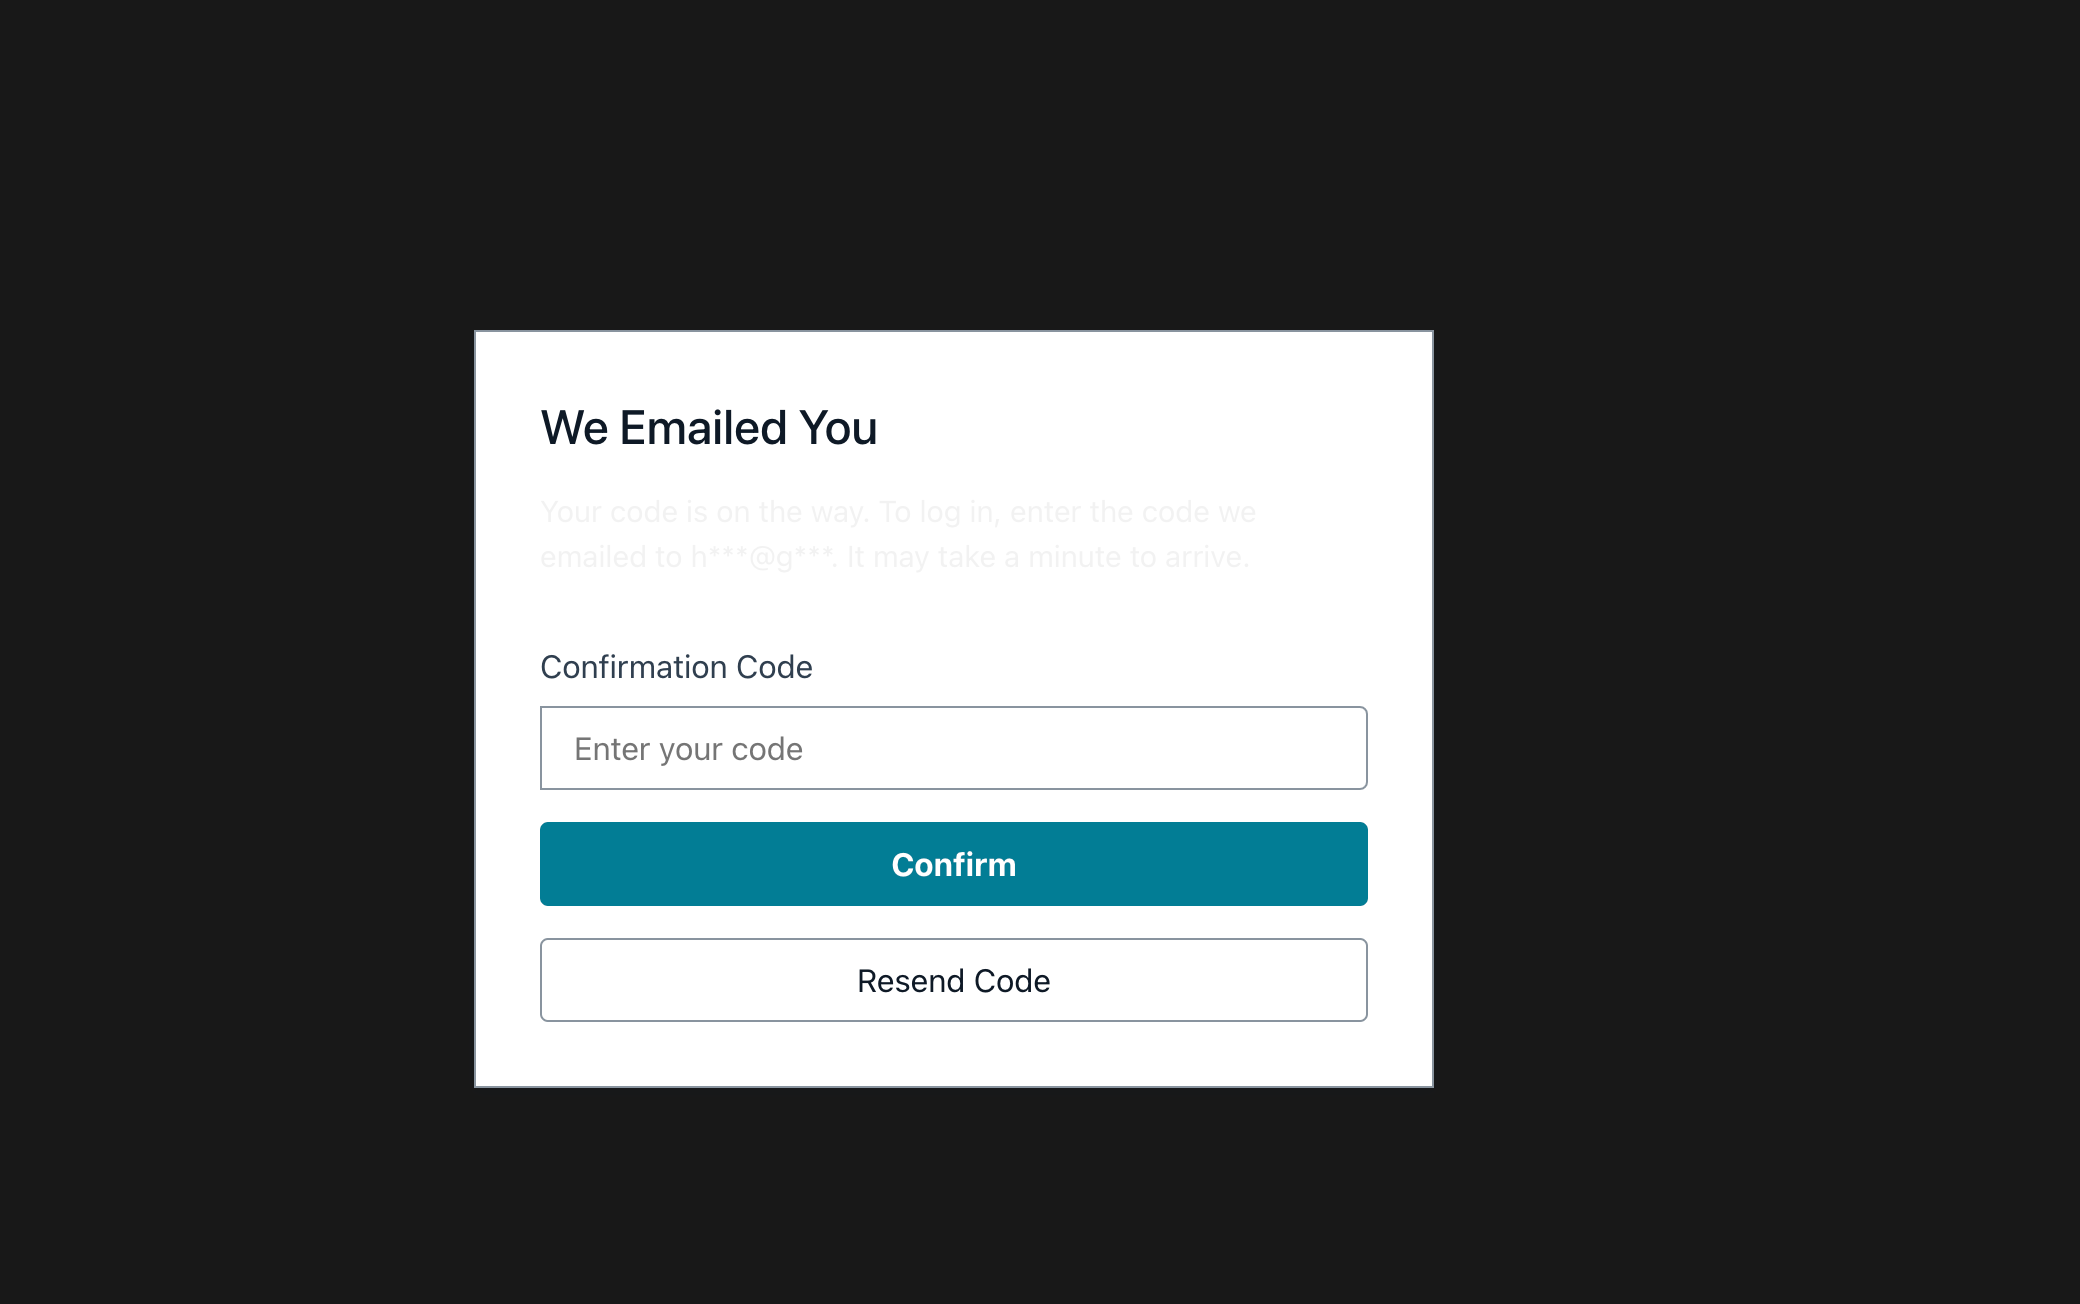 We Emailed You
Your code is on the way. To log in, enter the code we
emailed to h***@g***. It may take a minute to arrive.
Confirmation Code
Enter your code
Confirm
Resend Code